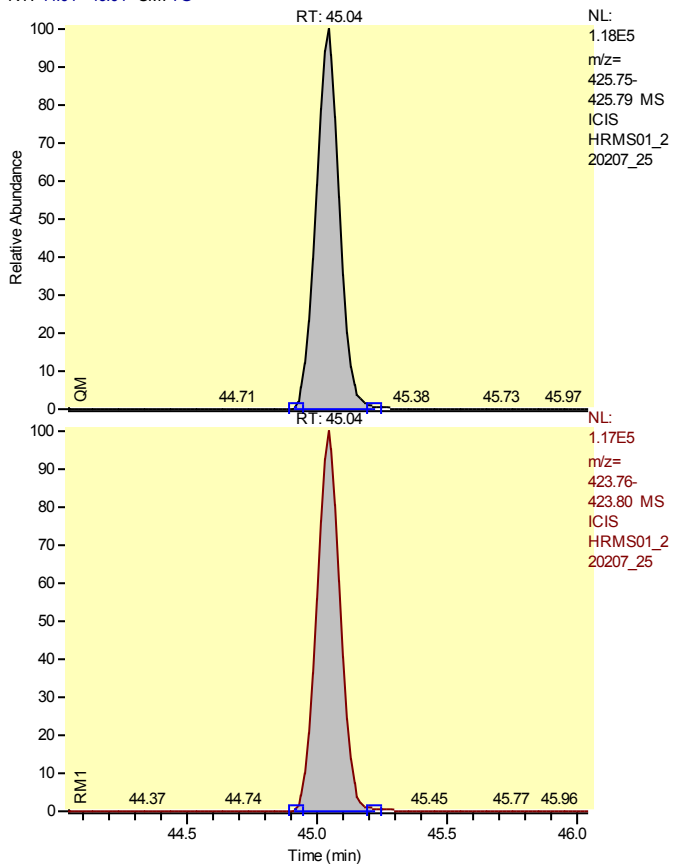 RT: 45.04
NL:
1.18E5
m/z=
425.75-
425.79 MS
ICIS
HRMS01_2
20207_25
100
90
80
70
60
50
40
30
20
10
0
Relative Abundance
QM
44.71
45.38
45.73
45.97
RT: 45.04
NL:
1.17E5
m/z=
423.76-
423.80 MS
ICIS
HRMS01_2
20207_25
100
90
80
70
60
50
40
30
20
10
0
RM1
44.37
44.74
45.45
45.77
45.96
44.5
45.0
45.5
46.0
Time (min)